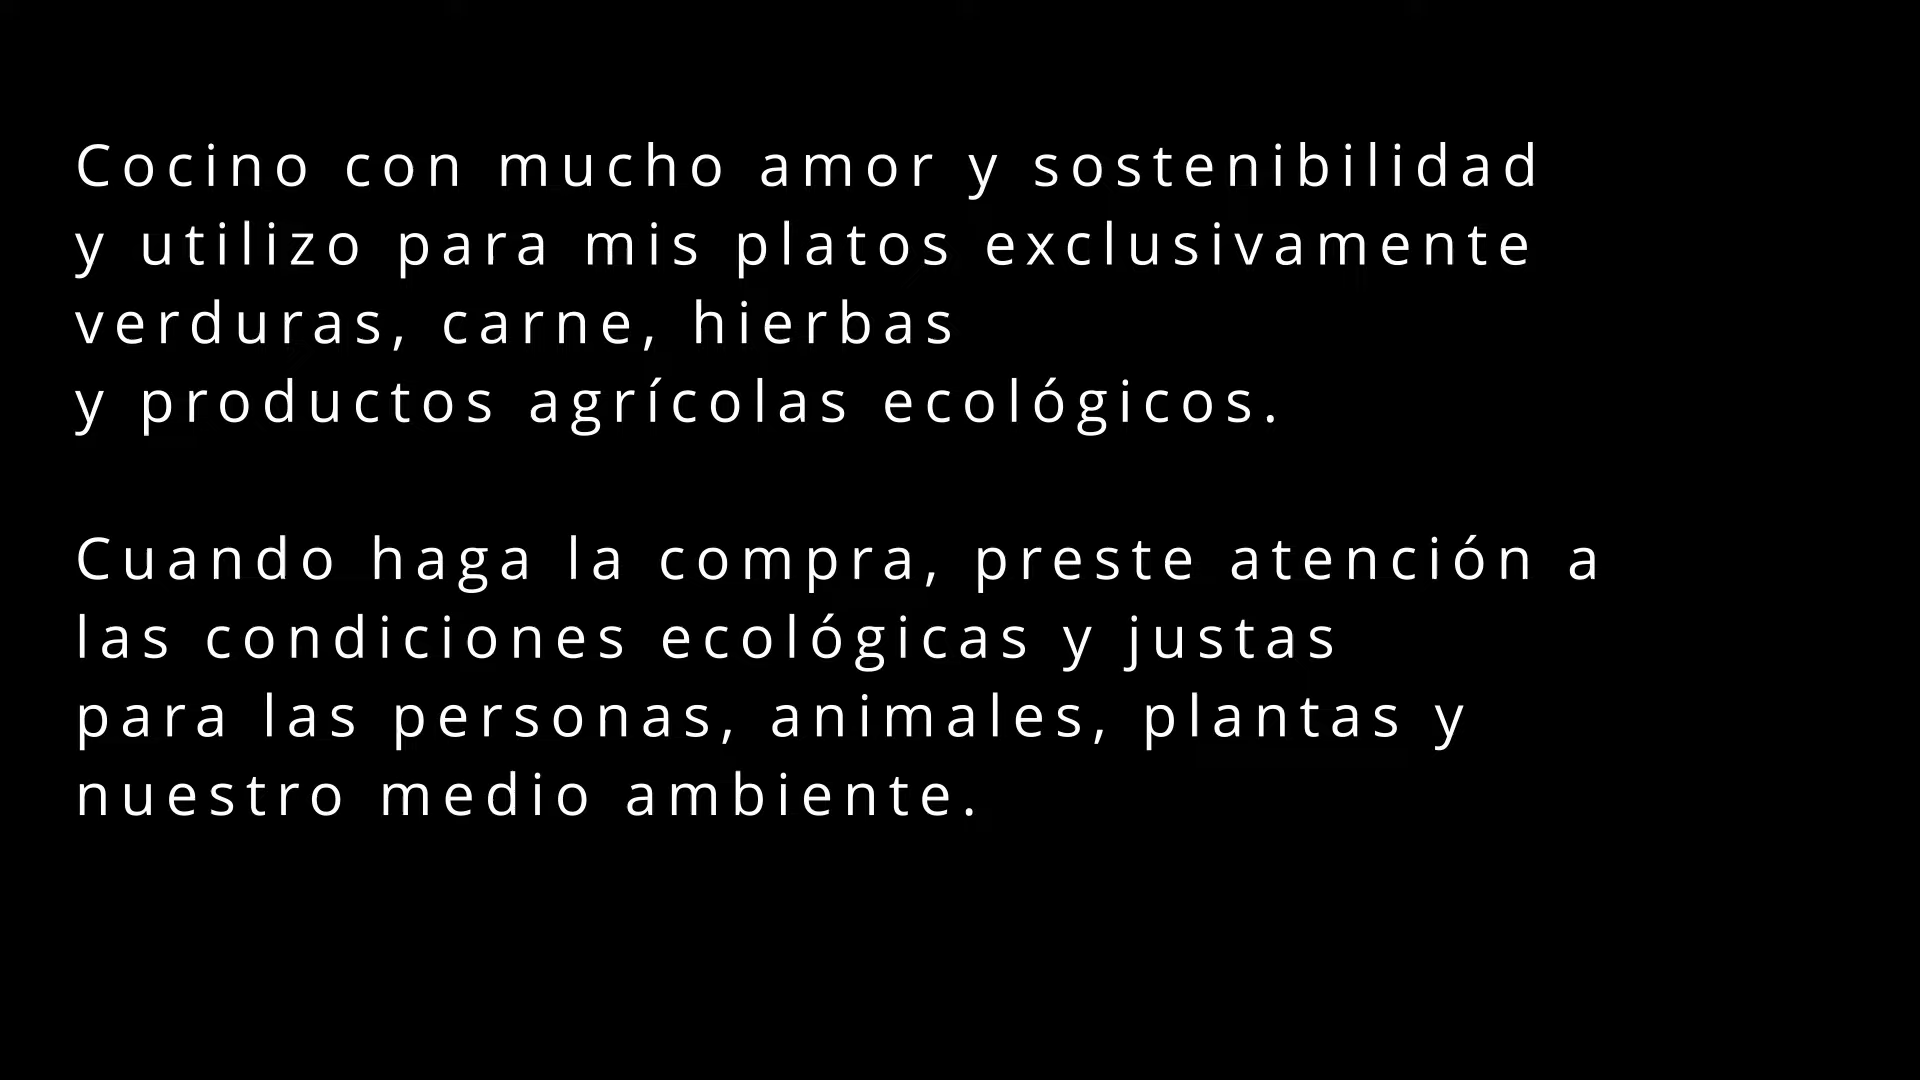 Cocino con mucho amor y sostenibilidad
y utilizo para mis platos exclusivamente
verduras, carne, hierbas
y productos agrícolas ecológicos.
Cuando haga la compra, preste atención a
las condiciones ecológicas y justas
para las personas, animales, plantas y
nuestro medio ambiente.